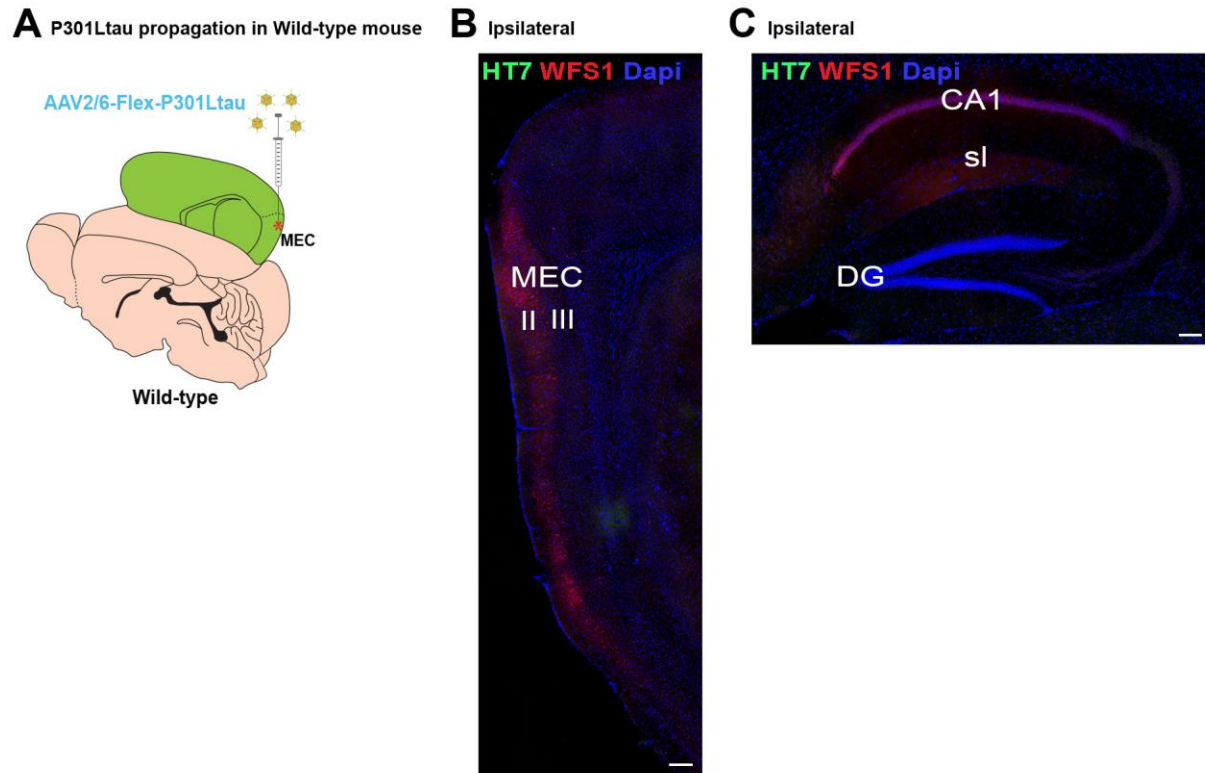 A P301Ltau propagation in Wild-type mouse
AAV2/6-Flex-P301Ltau
*
MEC
Wild-type
B Ipsilateral
HT7 WFS1 Dapi
MEC
II III
C Ipsilateral
HT7 WFS1 Dapi
CA1
sl
DG